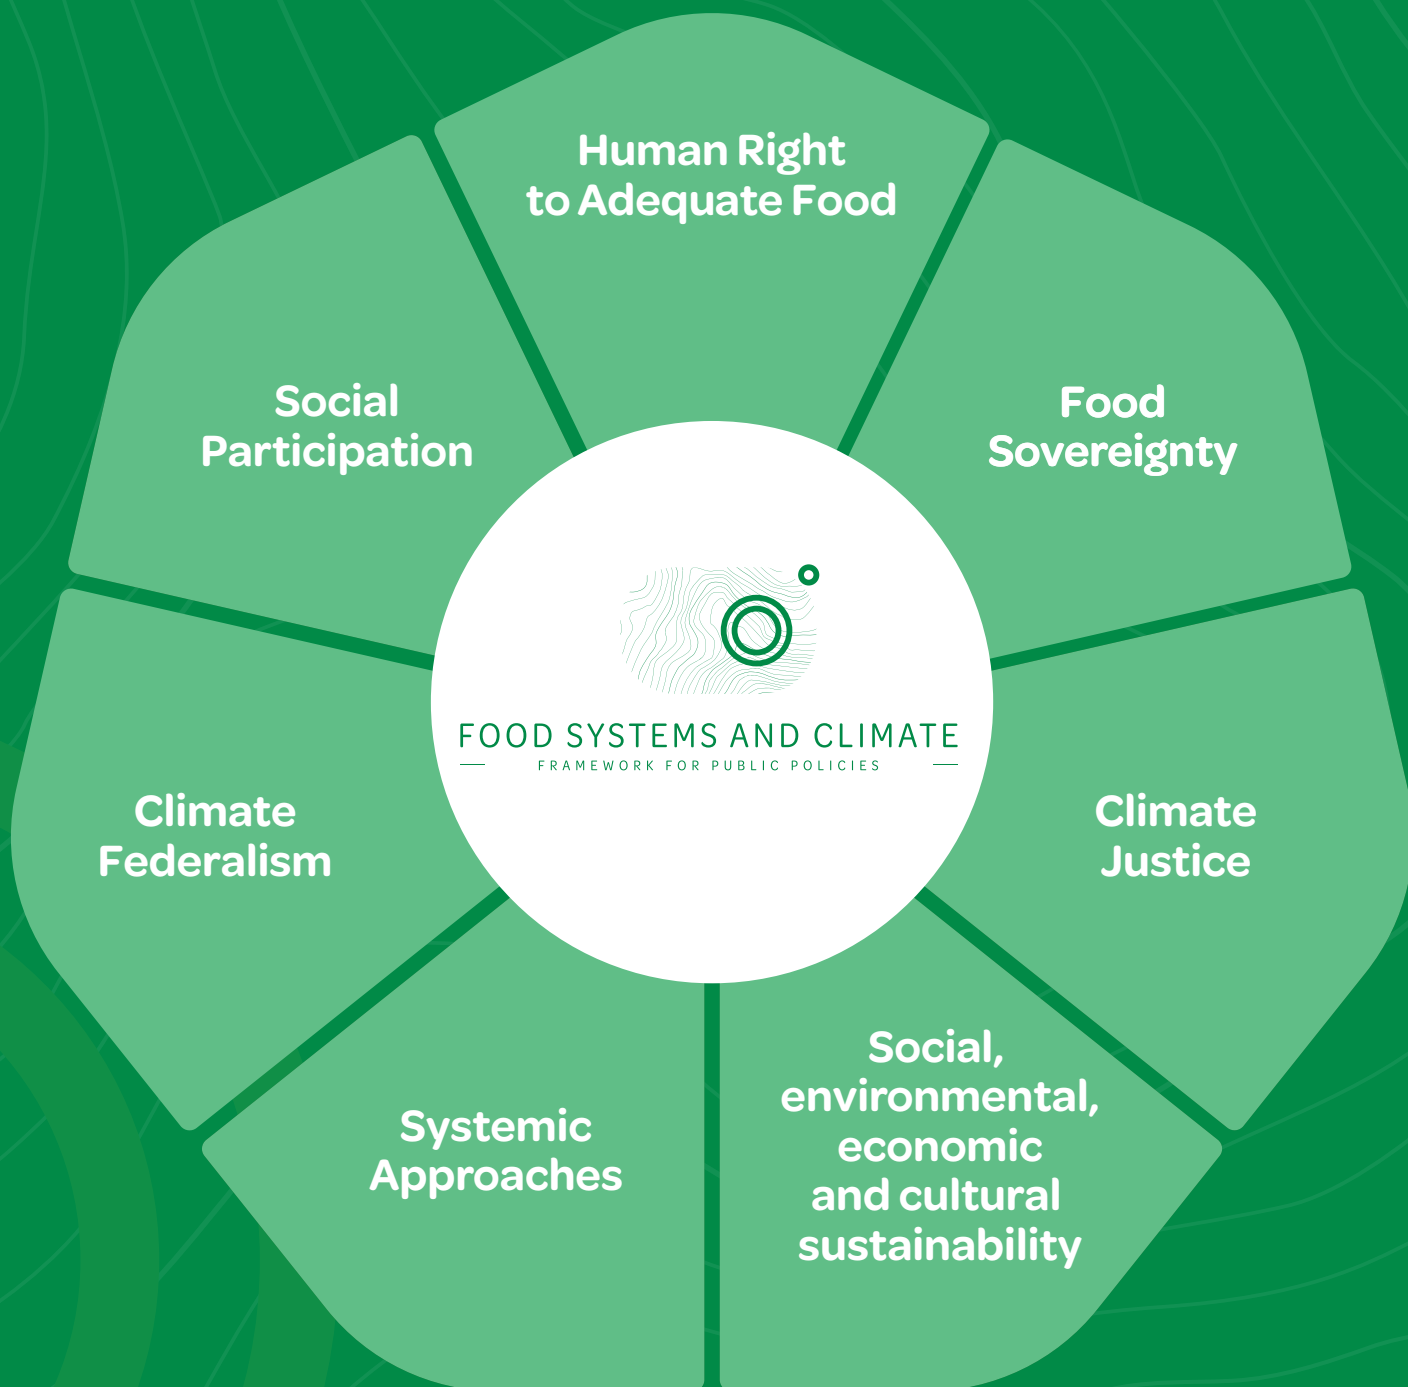 Human Right
to Adequate Food
Food
Sovereignty
Climate
Justice
Social,
environmental,
economic
and cultural
sustainability
Systemic
Approaches
Climate
Federalism
Social
Participation
FOOD SYSTEMS AND CLIMATE
FRAMEWORK FOR PUBLIC POLICIES